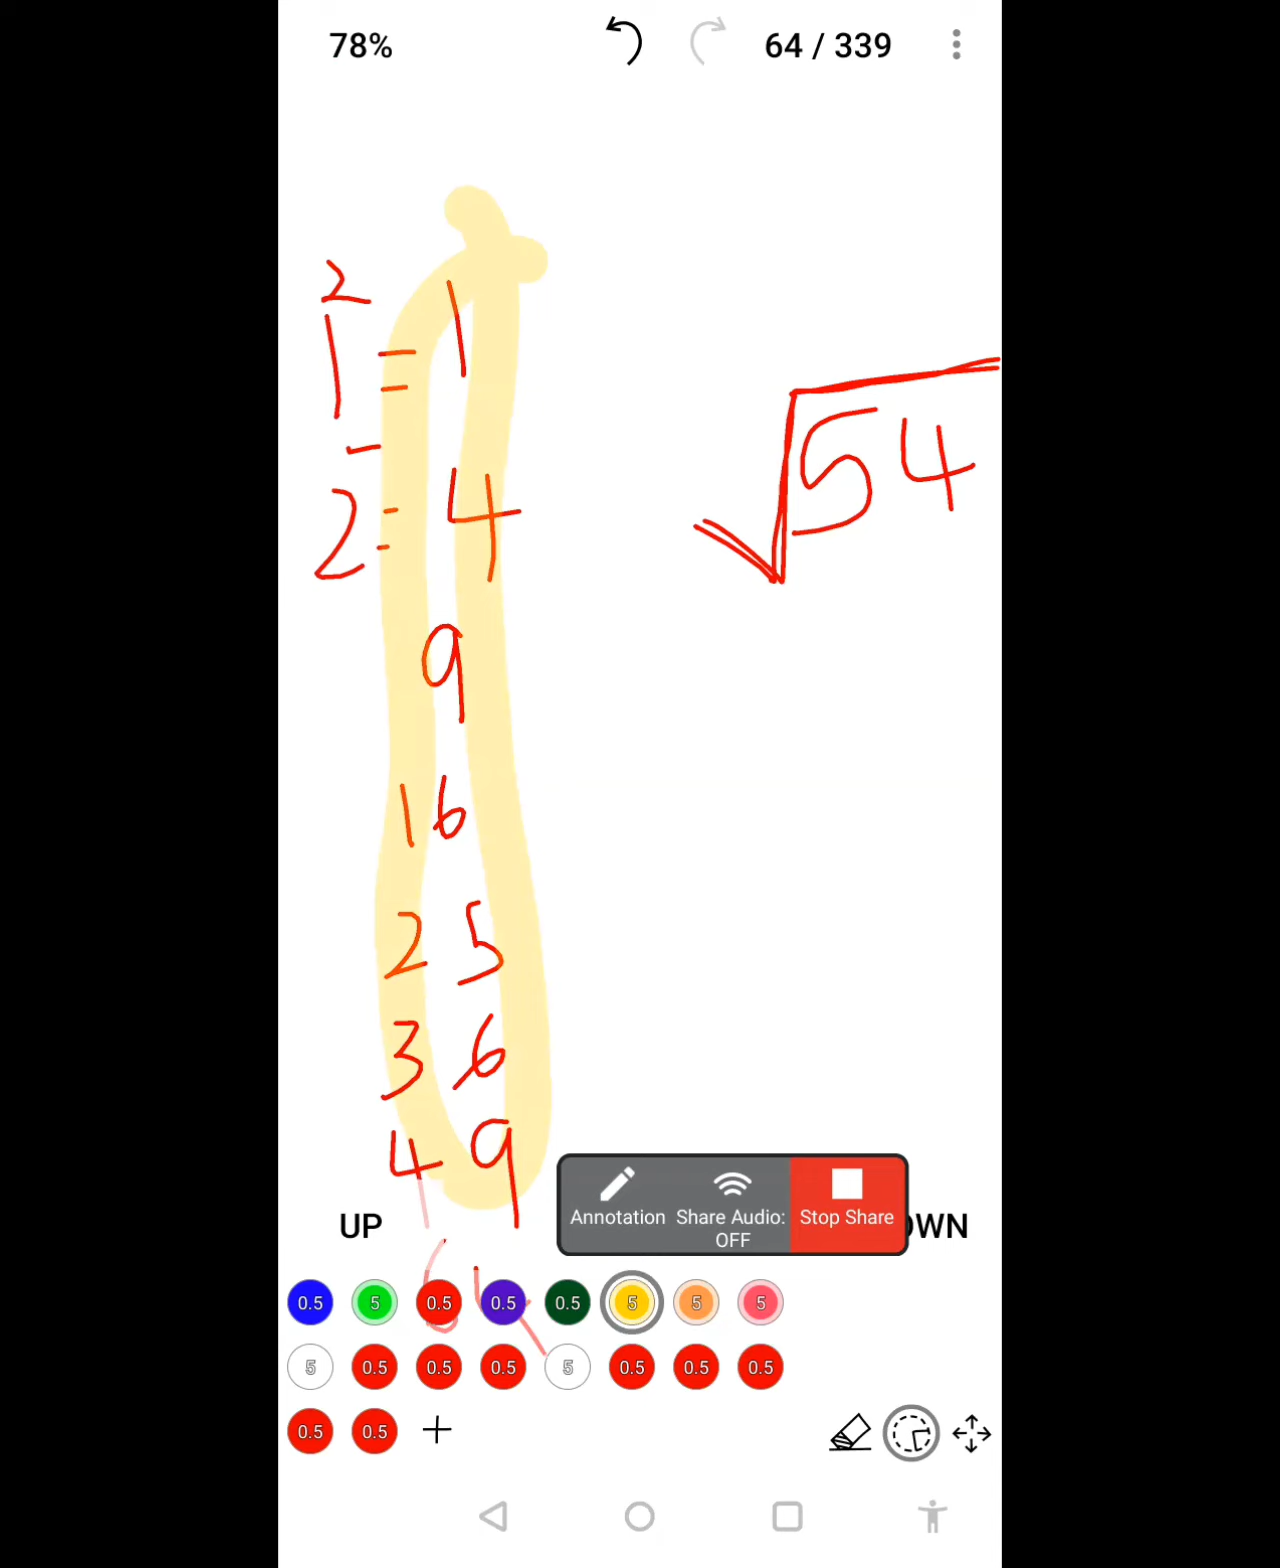 78% 64 / 339
2
1 = 1
-
2 = 4
√54
9
16
25
36
49
Annotation Share Audio: OFF Stop Share
UP OWN
64
0.5 5 0.5 0.5 0.5 5 5 5
5 0.5 0.5 0.5 5 0.5 0.5 0.5
0.5 0.5 +